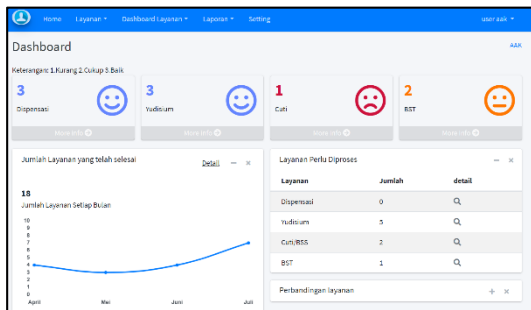 Home Layanan Dashboard Layanan Laporan Setting user aak
Dashboard AAK
Keterangan: 1.Kurang 2.Cukup 3.Baik
3 3 1 2
Dispensasi Yudisium Cuti BST
More info More info More info More info
Jumlah Layanan yang telah selesai Detail
18
Jumlah Layanan Setiap Bulan
10
9
8
7
6
5
4
3
2
1
0
April Mei Juni Juli
Layanan Perlu Diproses
Layanan Jumlah detail
Dispensasi 0
Yudisium 3
Cuti/BSS 2
BST 1
Perbandingan layanan